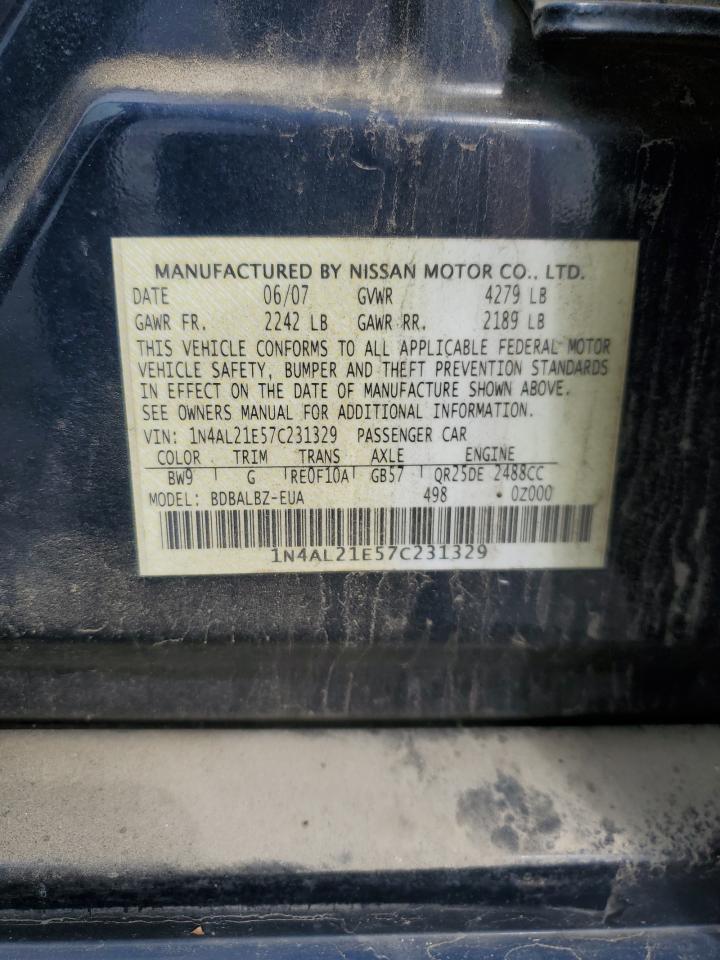 MANUFACTURED BY NISSAN MOTOR CO., LTD.
DATE 06/07 GVWR 4279 LB
GAWR FR. 2242 LB GAWR RR. 2189 LB
THIS VEHICLE CONFORMS TO ALL APPLICABLE FEDERAL MOTOR
VEHICLE SAFETY, BUMPER AND THEFT PREVENTION STANDARDS
IN EFFECT ON THE DATE OF MANUFACTURE SHOWN ABOVE.
SEE OWNERS MANUAL FOR ADDITIONAL INFORMATION.
VIN: 1N4AL21E57C231329 PASSENGER CAR
COLOR TRIM TRANS AXLE ENGINE
BW9 G RE0F10A GB57 QR25DE 2488CC
MODEL: BDBALBZ-EUA 498 0Z000
1N4AL21E57C231329